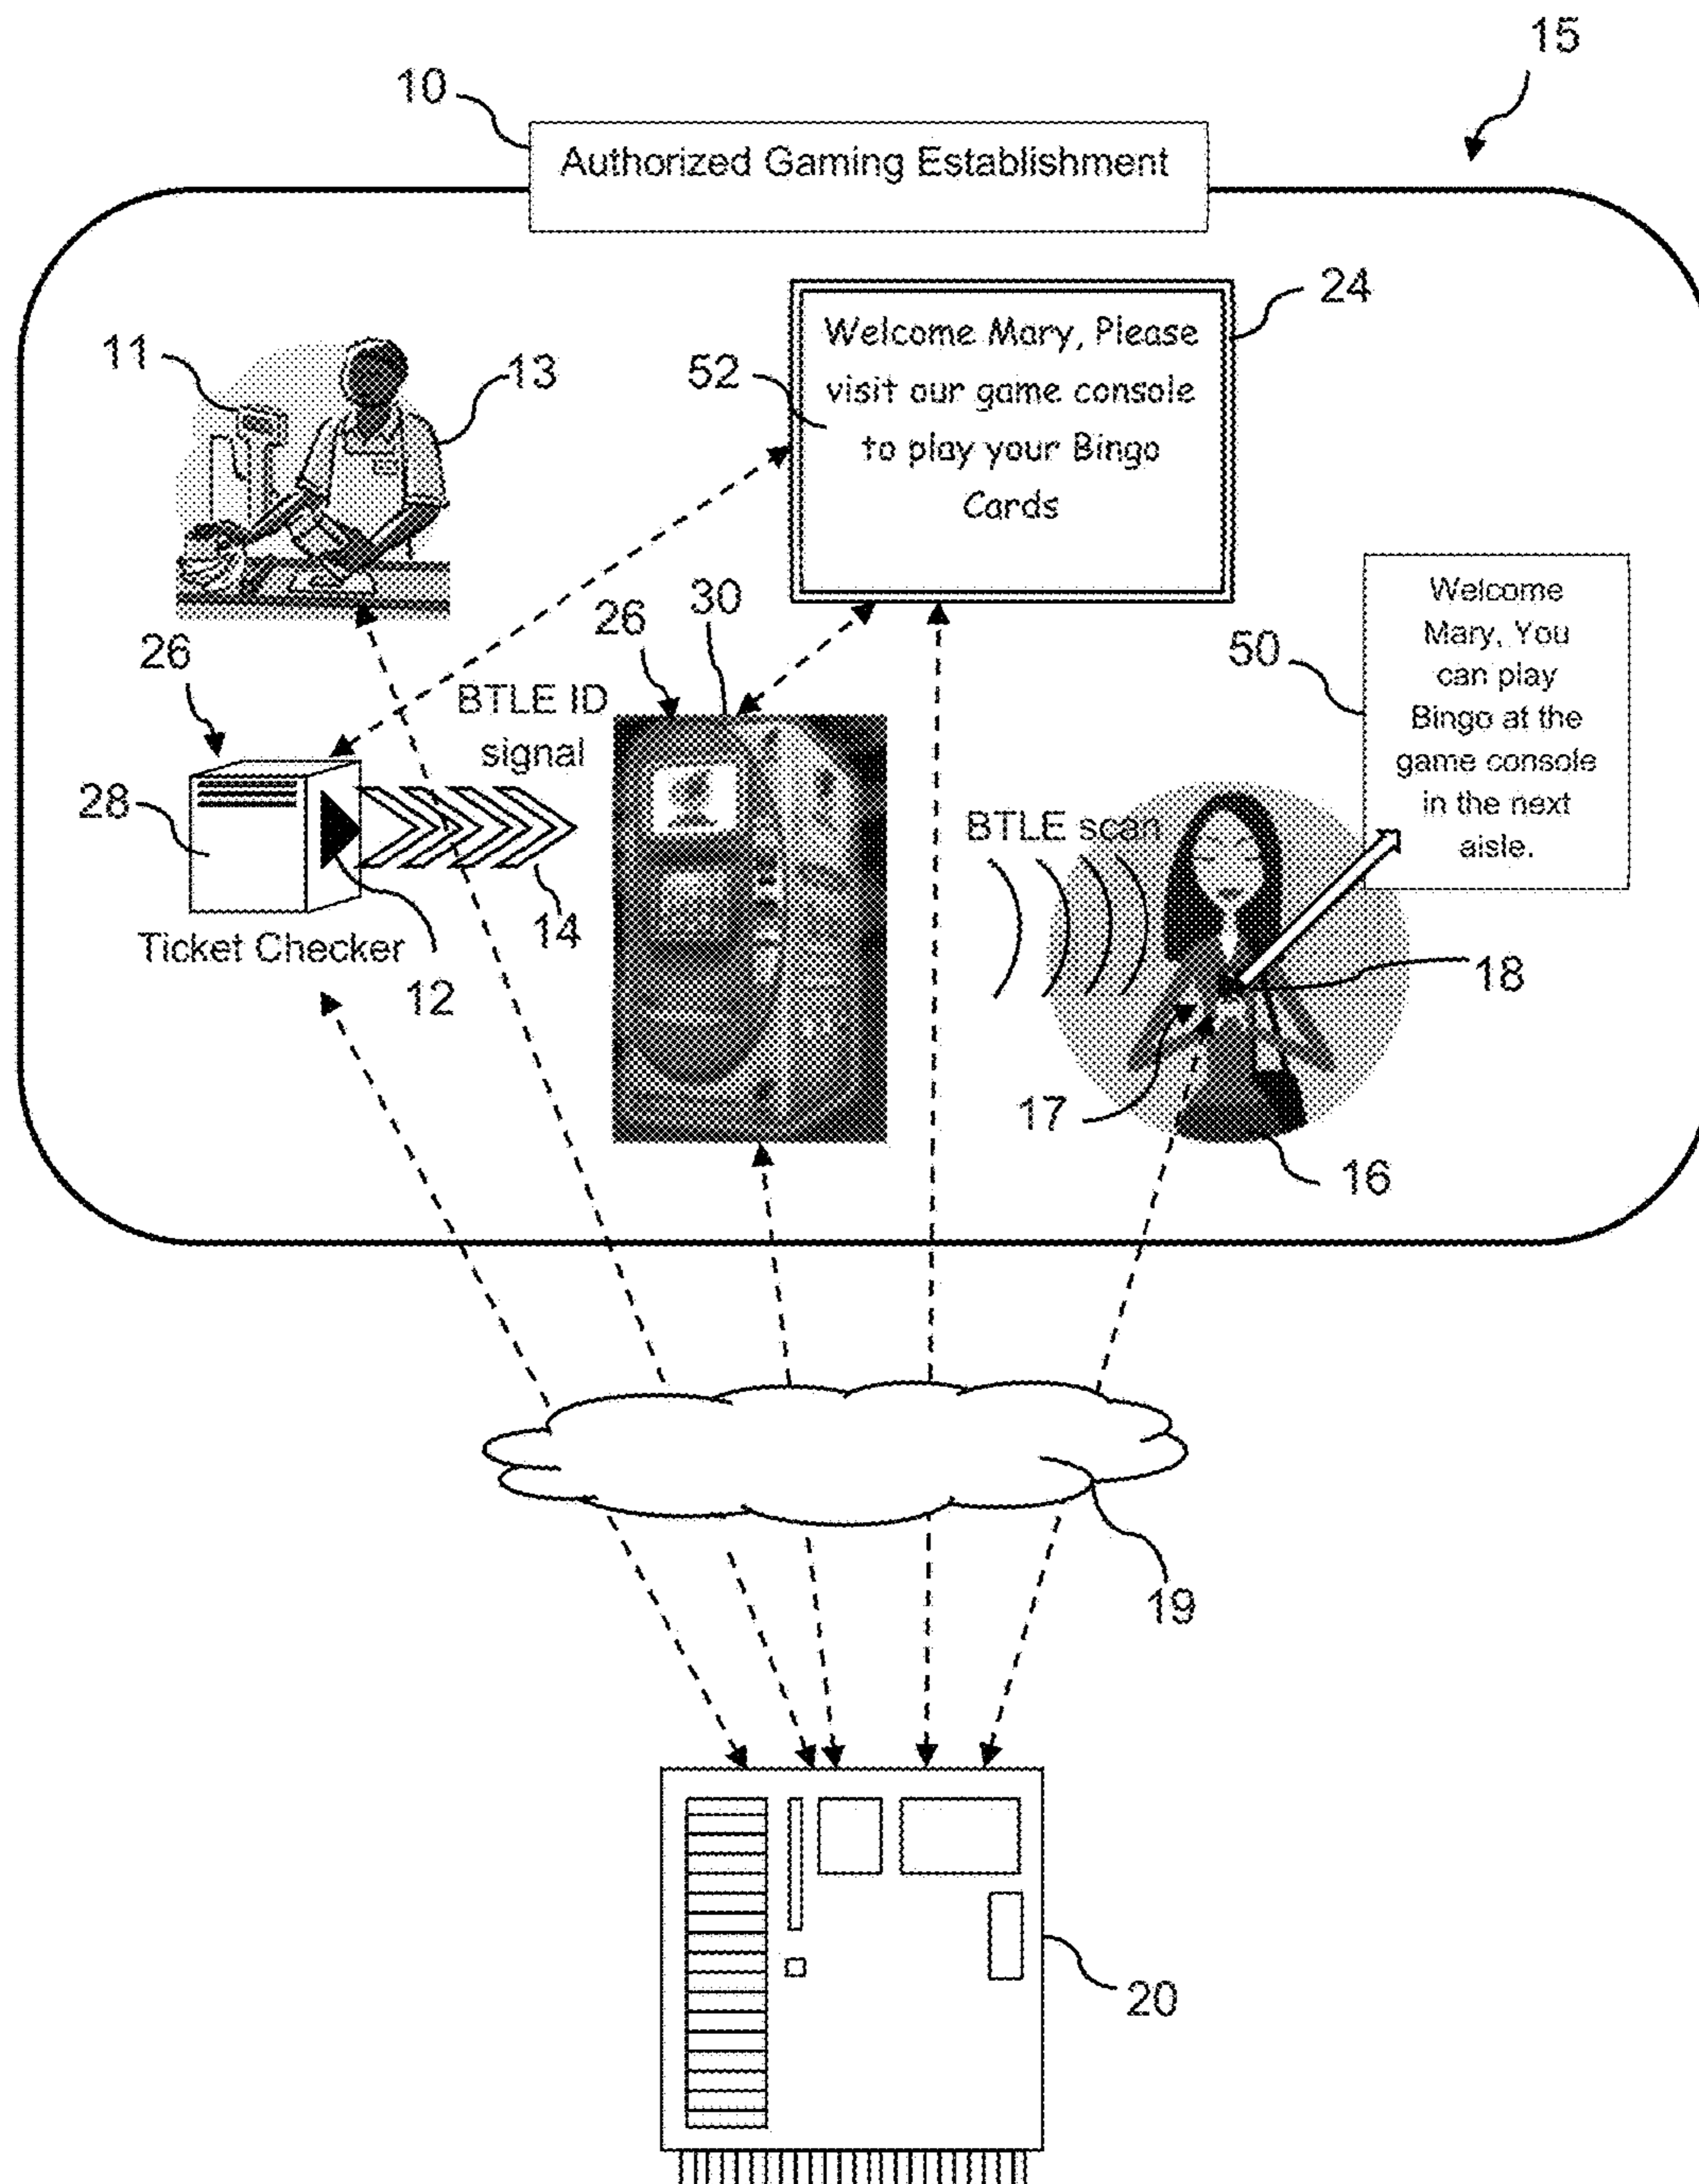 15
10
Authorized Gaming Establishment
24
Welcome Mary, Please
visit our game console
to play your Bingo
Cards
52
11
13
26
30
26
BTLE ID
signal
Welcome
Mary, You
can play
Bingo at the
game console
in the next
aisle.
50
28
BTLE scan
14
Ticket Checker
12
18
17
16
19
20